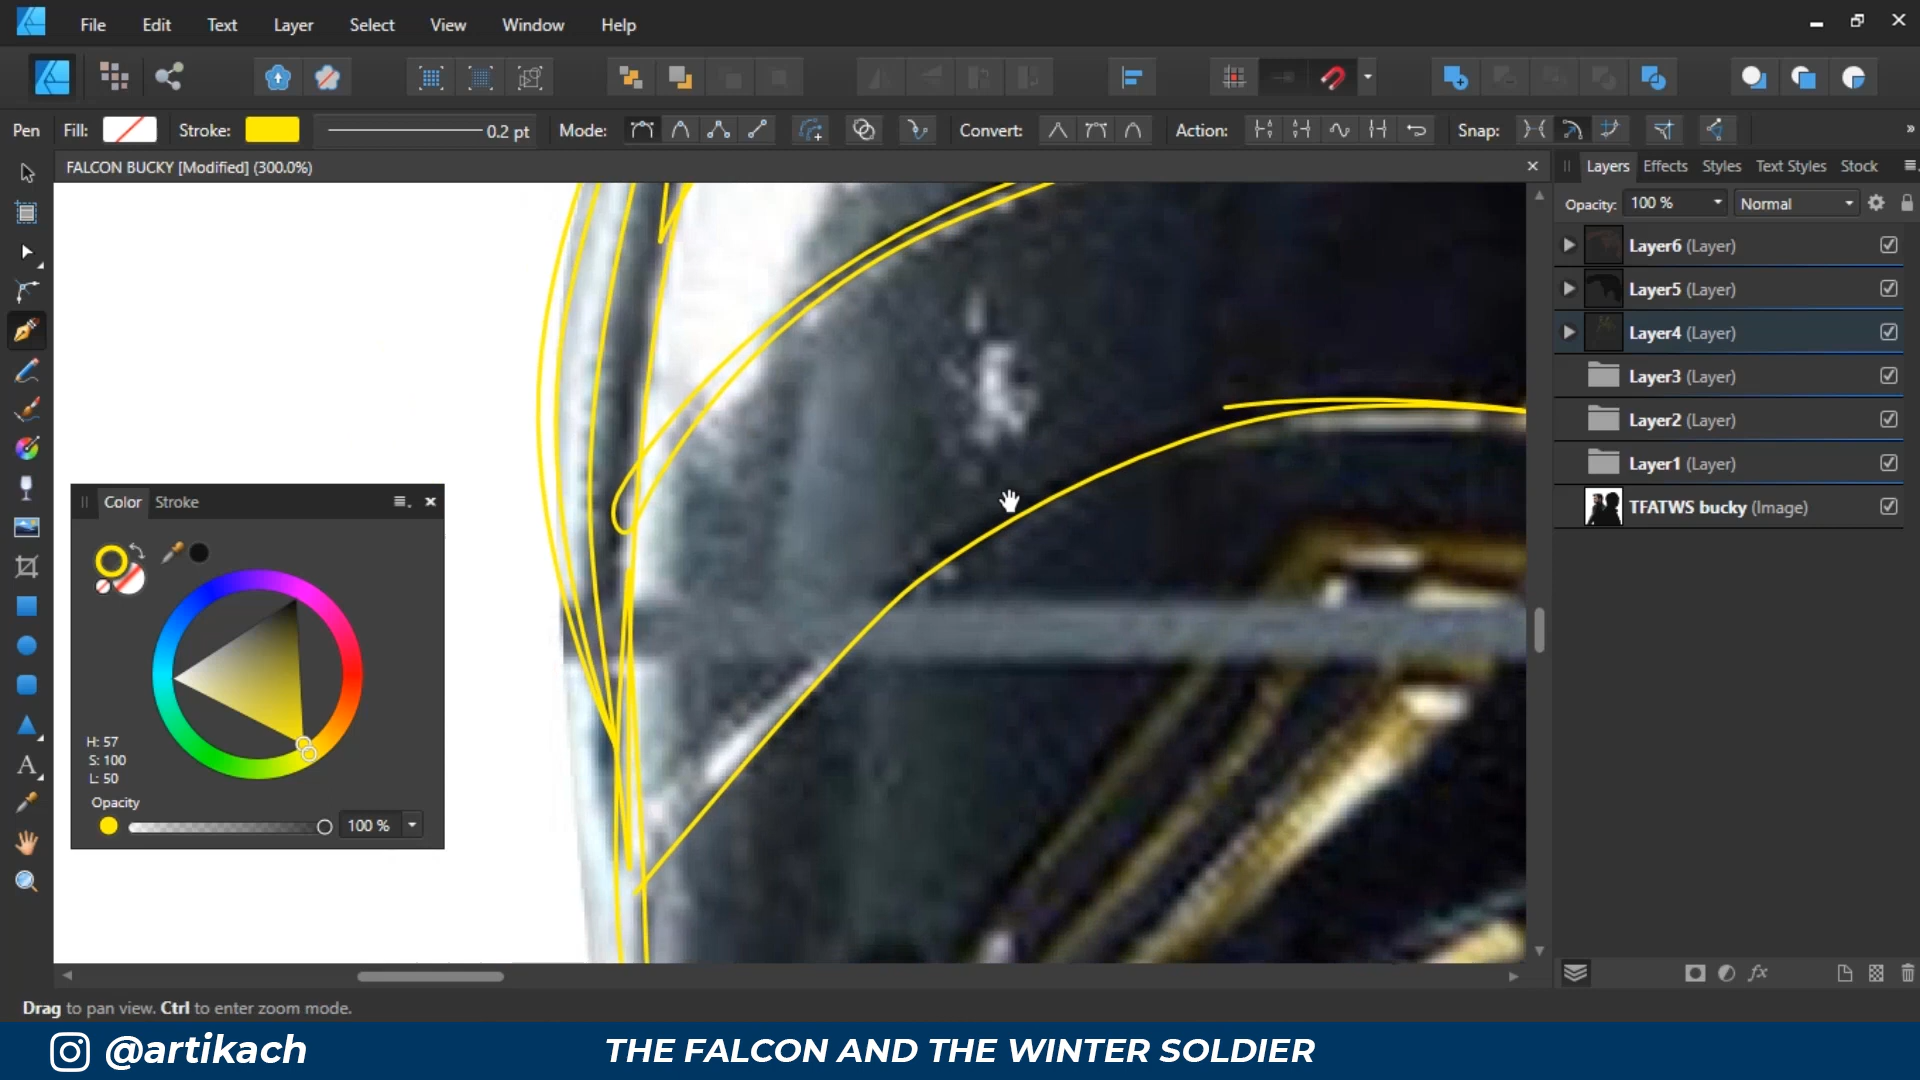 File Edit Text Layer Select View Window Help
Pen Fill: Stroke: 0.2 pt Mode: Convert: Action: Snap:
FALCON BUCKY [Modified] (300.0%)
Layers Effects Styles Text Styles Stock
Opacity: 100 % Normal
Layer6 (Layer)
Layer5 (Layer)
Layer4 (Layer)
Layer3 (Layer)
Layer2 (Layer)
Layer1 (Layer)
TFATWS bucky (Image)
Color Stroke
H: 57
S: 100
L: 50
Opacity
100 %
Drag to pan view. Ctrl to enter zoom mode.
@artikach THE FALCON AND THE WINTER SOLDIER